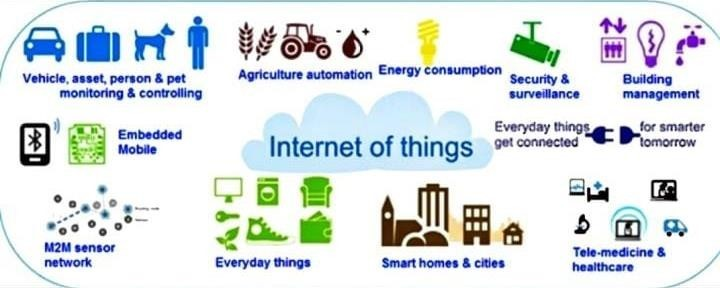 Vehicle, asset, person & pet
monitoring & controlling
Agriculture automation
Energy consumption
Security &
surveillance
Building
management
Embedded
Mobile
Internet of things
Everyday things
get connected
for smarter
tomorrow
M2M sensor
network
Everyday things
Smart homes & cities
Tele-medicine &
healthcare